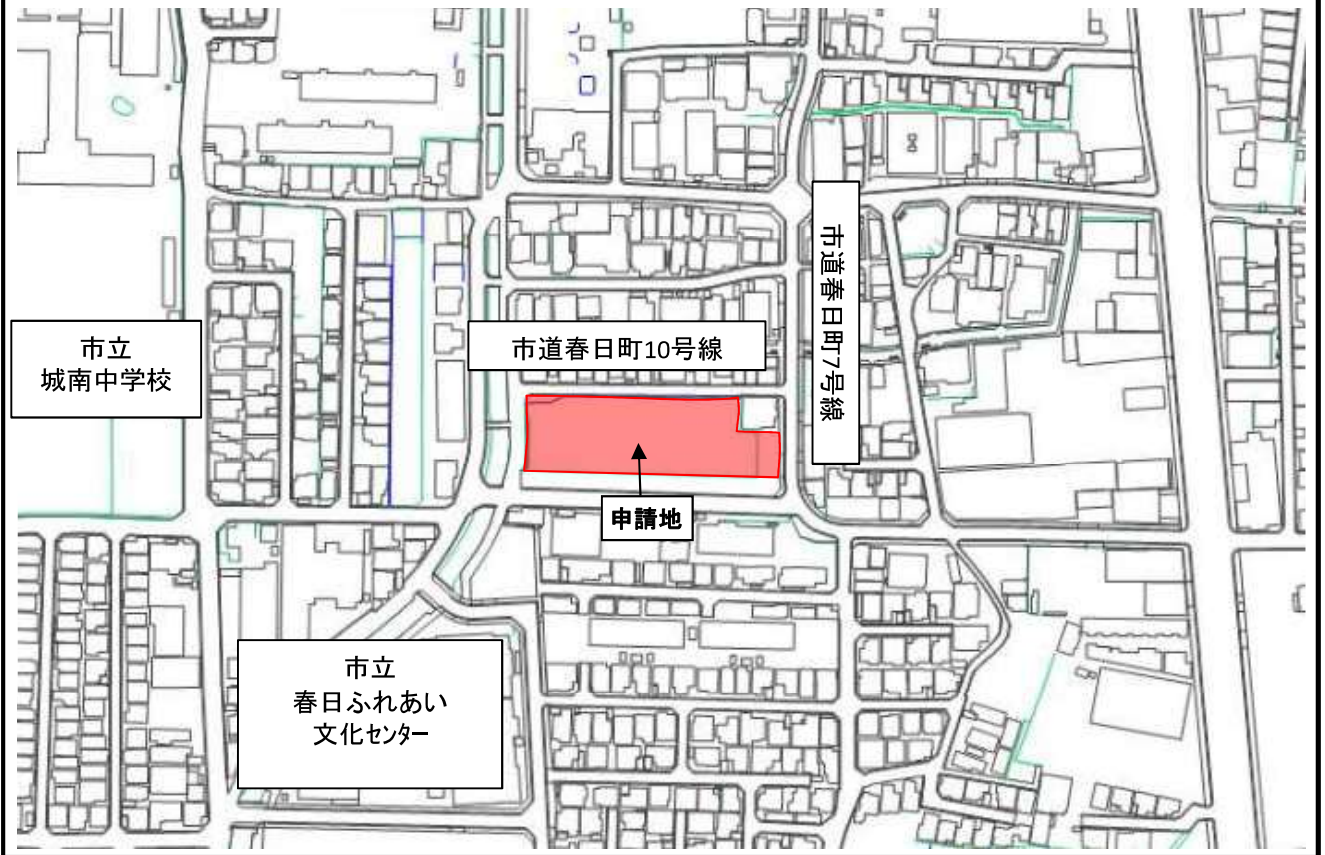 市道春日町7号線
市立
城南中学校
市道春日町10号線
申請地
市立
春日ふれあい
文化センター